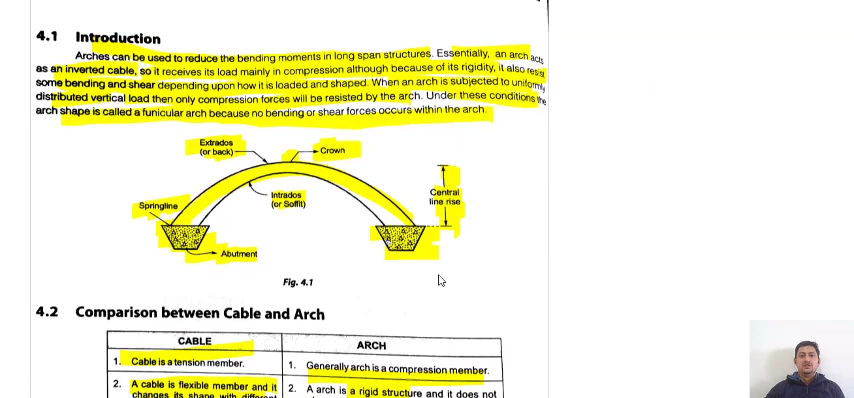 4.1 Introduction
Arches can be used to reduce the bending moments in long span structures. Essentially, an arch acts
as an inverted cable, so it receives its load mainly in compression although because of its rigidity, it also resist
some bending and shear depending upon how it is loaded and shaped. When an arch is subjected to uniformly
distributed vertical load then only compression forces will be resisted by the arch. Under these conditions the
arch shape is called a funicular arch because no bending or shear forces occurs within the arch.
Extrados
(or back)
Crown
Intrados
(or Soffit)
Central
line rise
Springline
Abutment
Fig. 4.1
4.2 Comparison between Cable and Arch
CABLE ARCH
1. Cable is a tension member. 1. Generally arch is a compression member.
2. A cable is flexible member and it 2. A arch is a rigid structure and it does not
changes its shape with different